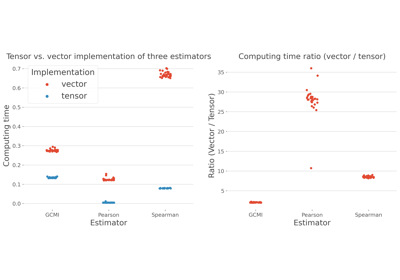 Tensor vs. vector implementation of three estimators
0.7
0.6
0.5
0.4
0.3
0.2
0.1
0.0
Computing time
Implementation
vector
tensor
GCMI Pearson Spearman
Estimator
Computing time ratio (vector / tensor)
35
30
25
20
15
10
5
Ratio (Vector / Tensor)
GCMI Pearson Spearman
Estimator